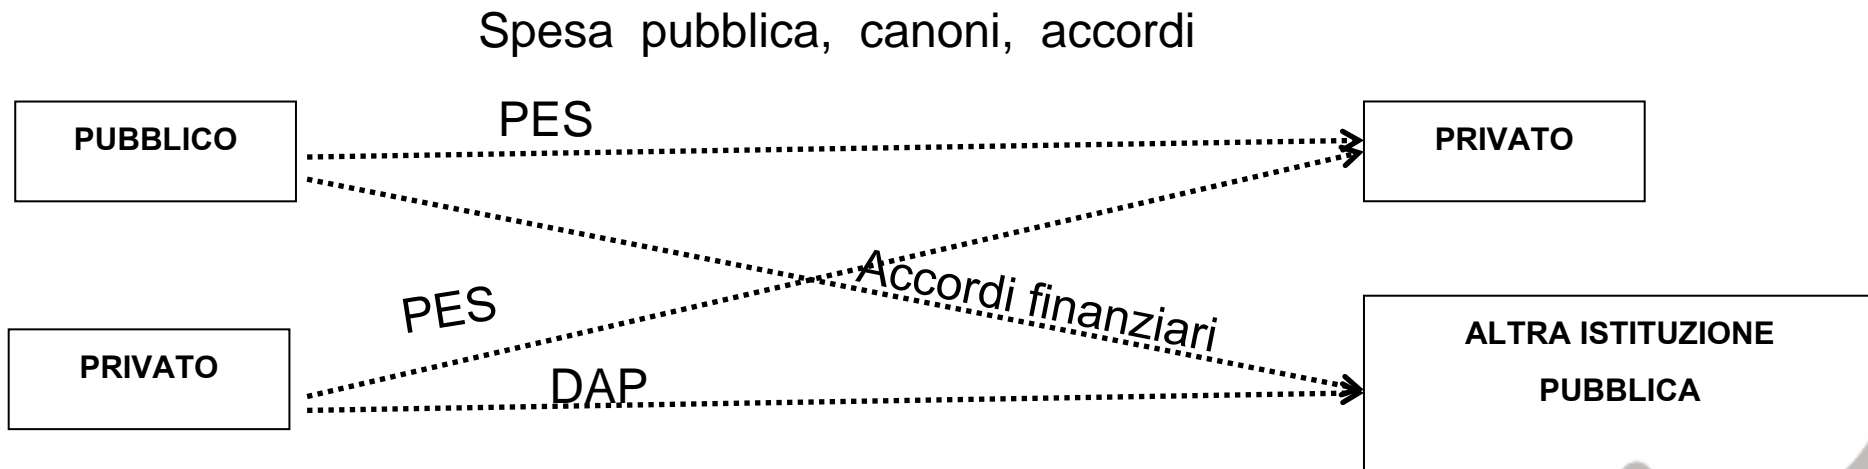 Spesa pubblica, canoni, accordi
PUBBLICO
PES
PRIVATO
Accordi finanziari
PES
PRIVATO
DAP
ALTRA ISTITUZIONE
PUBBLICA